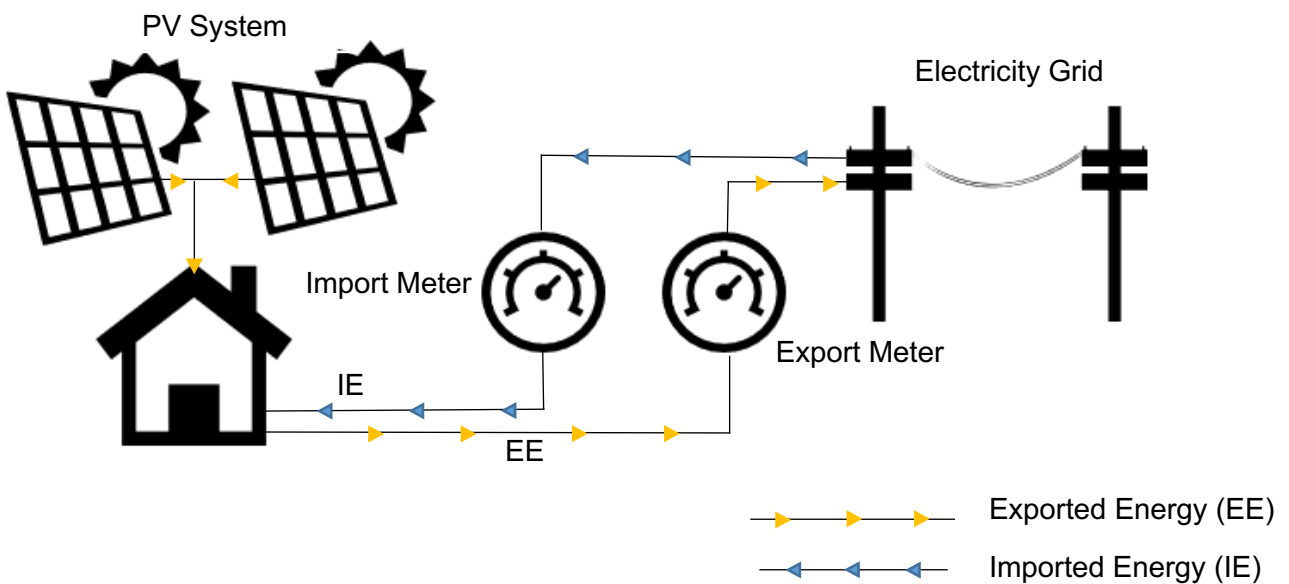 PV System
Electricity Grid
Import Meter
Export Meter
IE
EE
Exported Energy (EE)
Imported Energy (IE)